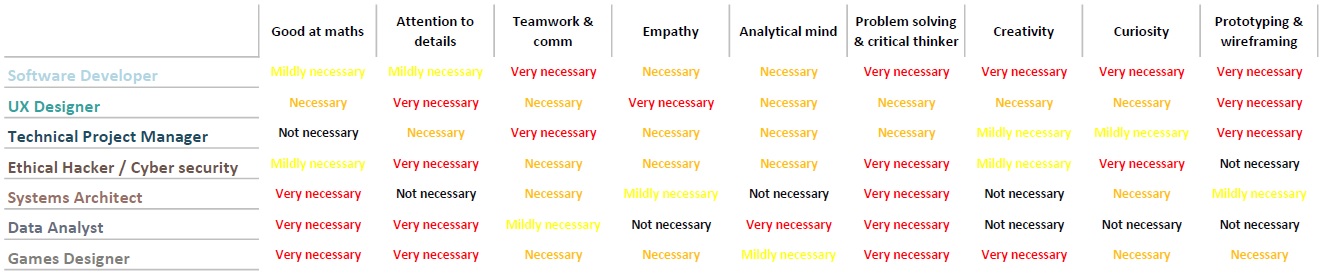 Good at maths Attention to details Teamwork & comm Empathy Analytical mind Problem solving & critical thinker Creativity Curiosity Prototyping & wireframing
Software Developer Mildly necessary Mildly necessary Very necessary Necessary Necessary Very necessary Very necessary Very necessary Very necessary
UX Designer Necessary Very necessary Necessary Very necessary Necessary Necessary Necessary Necessary Very necessary
Technical Project Manager Not necessary Necessary Very necessary Necessary Necessary Necessary Mildly necessary Mildly necessary Very necessary
Ethical Hacker / Cyber security Mildly necessary Very necessary Necessary Necessary Necessary Very necessary Mildly necessary Very necessary Not necessary
Systems Architect Very necessary Not necessary Necessary Mildly necessary Not necessary Very necessary Not necessary Necessary Mildly necessary
Data Analyst Very necessary Very necessary Mildly necessary Not necessary Very necessary Very necessary Not necessary Not necessary Not necessary
Games Designer Very necessary Very necessary Necessary Necessary Mildly necessary Very necessary Very necessary Necessary Necessary